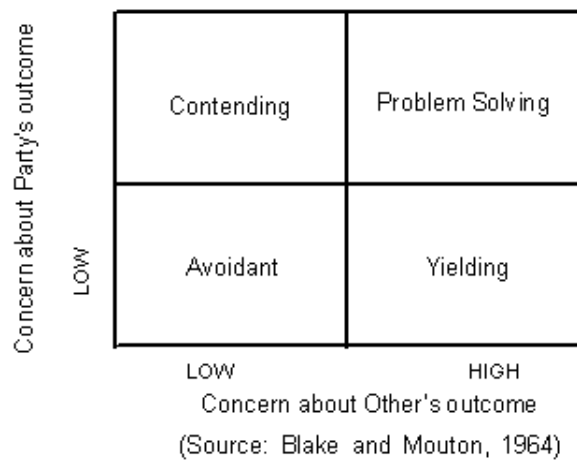 Concern about Party's outcome
LOW
Contending
Problem Solving
Avoidant
Yielding
LOW
HIGH
Concern about Other's outcome
(Source: Blake and Mouton, 1964)